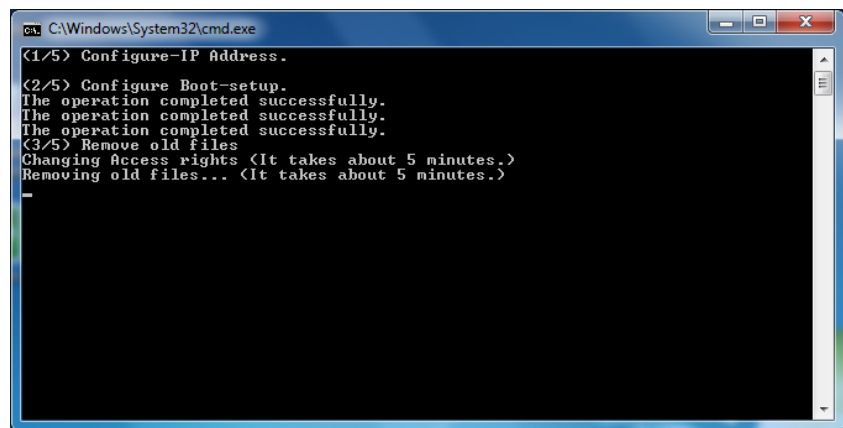 C:\Windows\System32\cmd.exe
(1/5) Configure-IP Address.
(2/5) Configure Boot-setup.
The operation completed successfully.
The operation completed successfully.
The operation completed successfully.
(3/5) Remove old files
Changing Access rights (It takes about 5 minutes.)
Removing old files... (It takes about 5 minutes.)